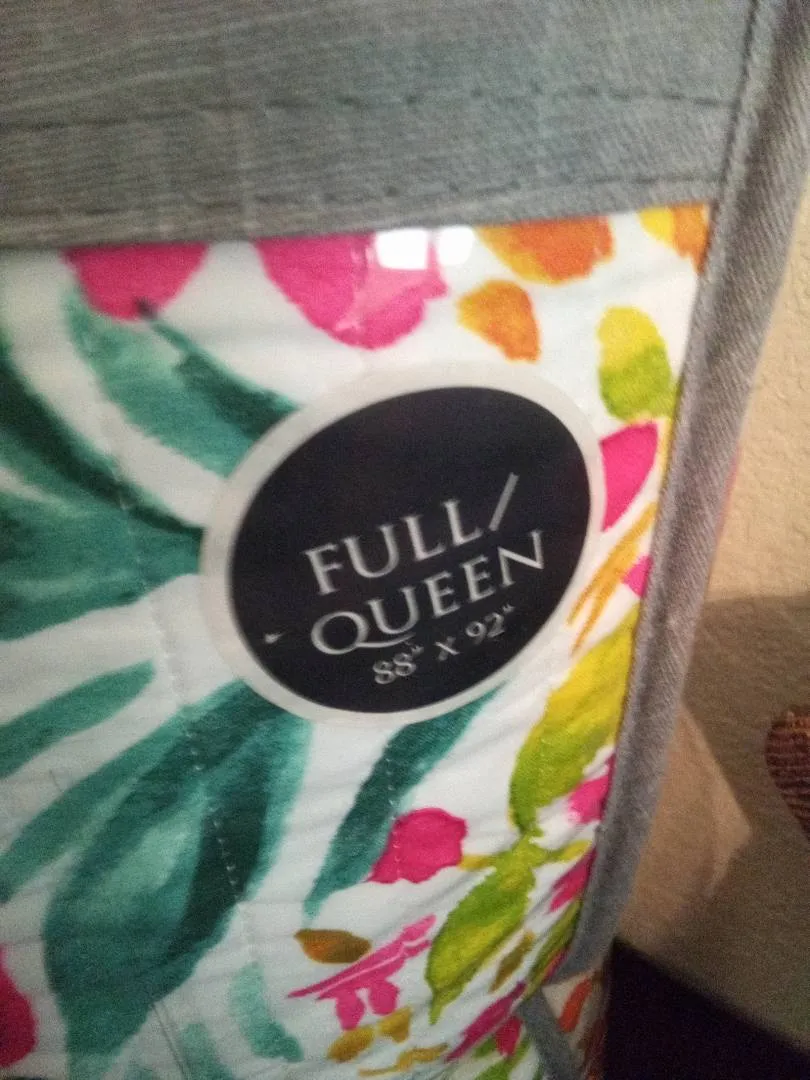 FULL/
QUEEN
88" X 92"